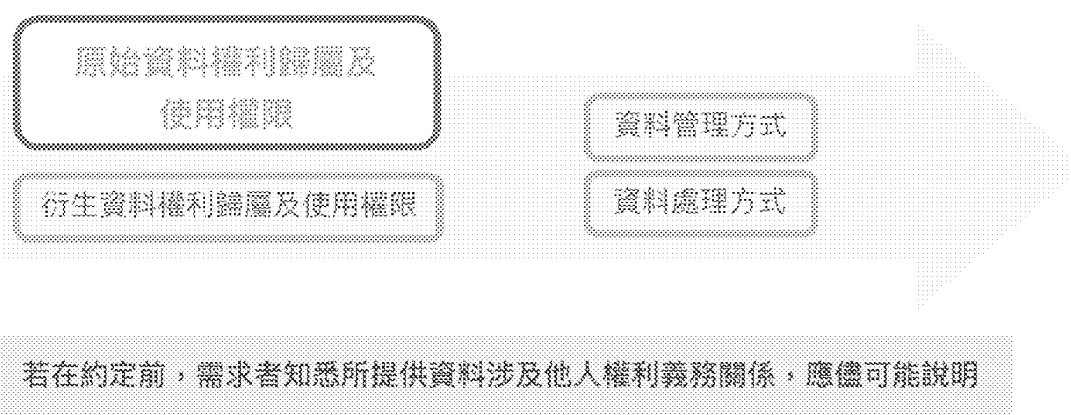 原始資料權利歸屬及
使用權限
衍生資料權利歸屬及使用權限
資料管理方式
資料處理方式
若在約定前，需求者知悉所提供資料涉及他人權利義務關係，應儘可能說明